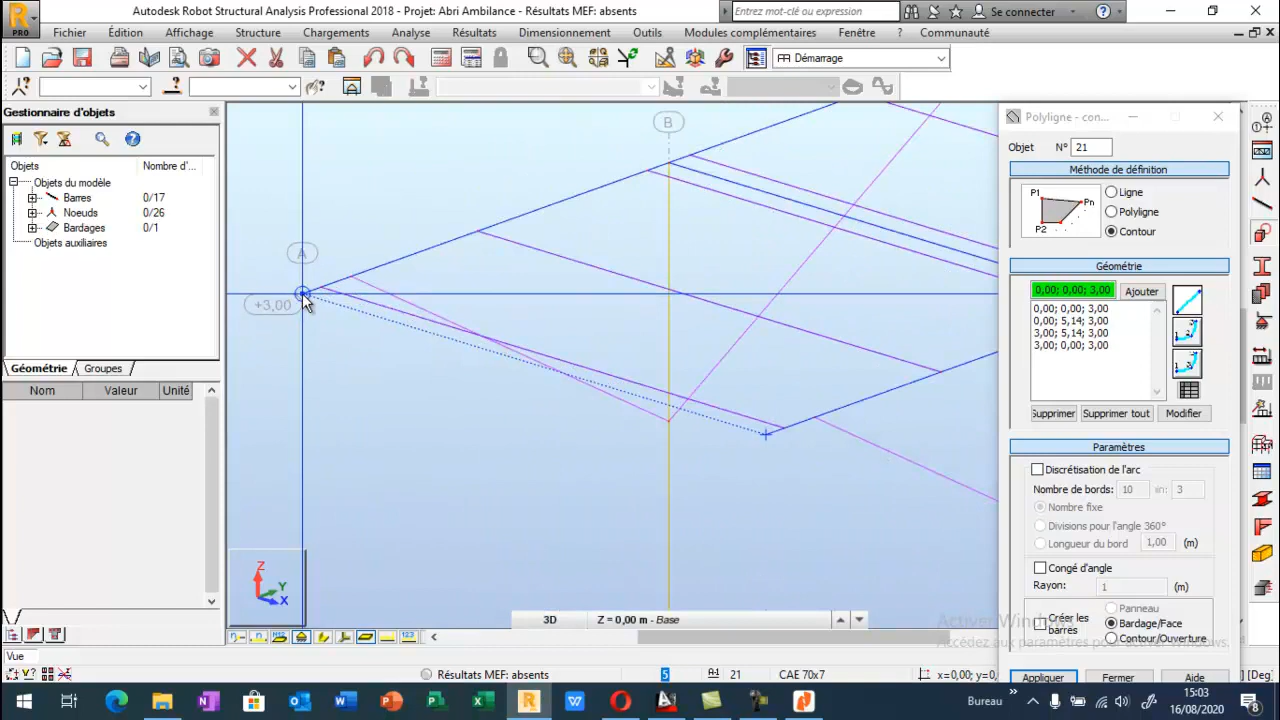 Autodesk Robot Structural Analysis Professional 2018 - Projet: Abri Ambiance - Résultats MEF: absents
Entrez mot-clé ou expression
Se connecter
PRO
Fichier Édition Affichage Structure Chargements Analyse Résultats Dimensionnement Outils Modules complémentaires Fenêtre ? Communauté
Démarrage
Gestionnaire d'objets
Objets Nombre d'...
Objets du modèle
Barres 0/17
Noeuds 0/26
Bardages 0/1
Objets auxiliaires
Géométrie Groupes
Nom Valeur Unité
A
B
+3,00
Z
Y
X
3D Z = 0,00 m - Base
Polyligne - con...
Objet N° 21
Méthode de définition
P1
Pn
P2
Ligne
Polyligne
Contour
Géométrie
0,00; 0,00; 3,00 Ajouter
0,00; 0,00; 3,00
0,00; 5,14; 3,00
3,00; 5,14; 3,00
3,00; 0,00; 3,00
Supprimer Supprimer tout Modifier
Paramètres
Discrétisation de l'arc
Nombre de bords: 10 in: 3
Nombre fixe
Divisions pour l'angle 360°
Longueur du bord 1,00 (m)
Congé d'angle
Rayon: 1 (m)
Créer les barres
Panneau
Bardage/Face
Contour/Ouverture
Activer Windows
Accédez aux paramètres pour activer Windows.
Appliquer Fermer Aide
Vue
Résultats MEF: absents 5 21 CAE 70x7 x=0,00; y=0, [Deg]
Bureau
15:03
16/08/2020
8